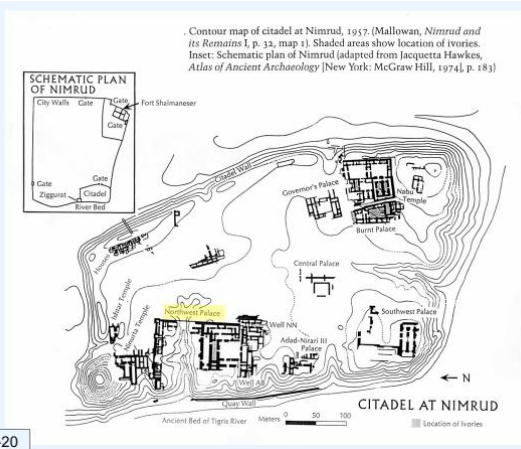 . Contour map of citadel at Nimrud, 1957. (Mallowan, Nimrud and
its Remains I, p. 32, map 1). Shaded areas show location of ivories.
Inset: Schematic plan of Nimrud (adapted from Jacquetta Hawkes,
Atlas of Ancient Archaeology [New York: McGraw Hill, 1974], p. 183)
SCHEMATIC PLAN
OF NIMRUD
City Walls
Gate
Gate
Fort Shalmaneser
Gate
Gate
Gate
Ziggurat
Citadel
River Bed
Citadel Wall
Governor's Palace
Nabu
Temple
Burnt Palace
Houses
Central Palace
Ishtar Temple
Ninurta Temple
Northwest Palace
Well NN
Southwest Palace
Adad-Nirari III
Palace
Well AB
N
Quay Wall
CITADEL AT NIMRUD
Ancient Bed of Tigris River
Meters
0 50 100
Location of Ivories
-20